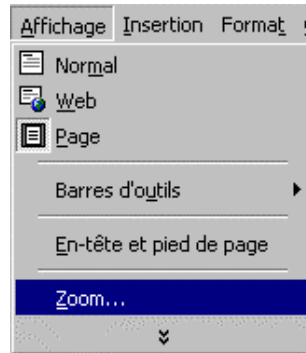 Affichage Insertion Format
Normal
Web
Page
Barres d'outils
En-tête et pied de page
Zoom...